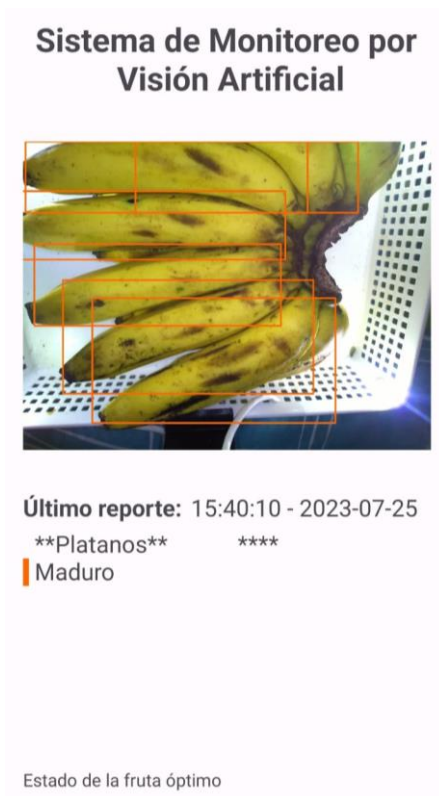 Sistema de Monitoreo por
Visión Artificial
Último reporte: 15:40:10 - 2023-07-25
**Platanos** ****
Maduro
Estado de la fruta óptimo